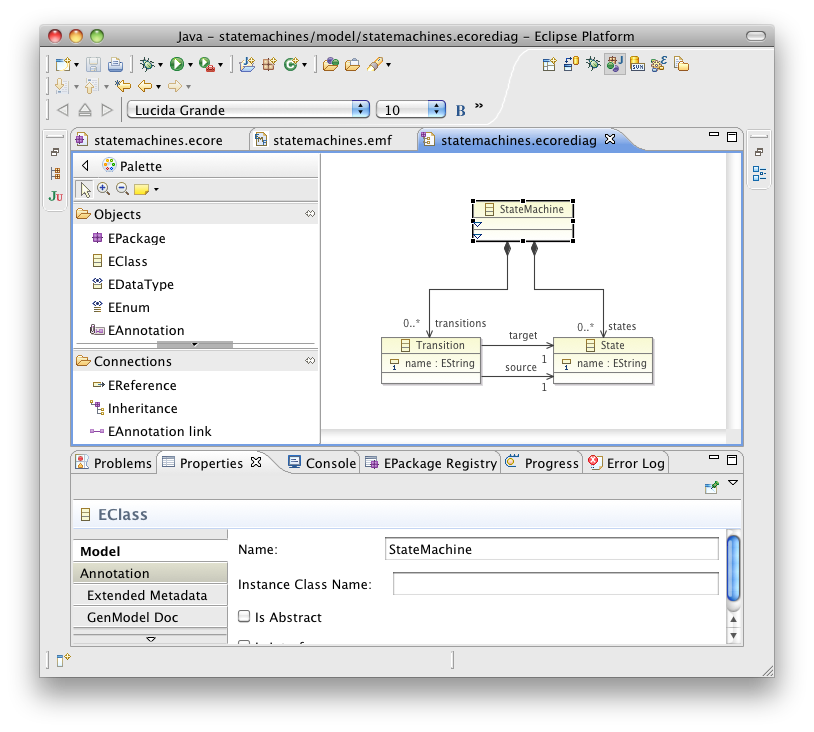 Java – statemachines/model/statemachines.ecorediag – Eclipse Platform
Lucida Grande 10 B »
statemachines.ecore statemachines.emf statemachines.ecorediag
Palette
Objects
EPackage
EClass
EDataType
EEnum
EAnnotation
Connections
EReference
Inheritance
EAnnotation link
StateMachine
0..* transitions
0..* states
Transition
name : EString
target
1
source
1
State
name : EString
Ju
Problems Properties Console EPackage Registry Progress Error Log
EClass
Model
Annotation
Extended Metadata
GenModel Doc
Name: StateMachine
Instance Class Name:
Is Abstract